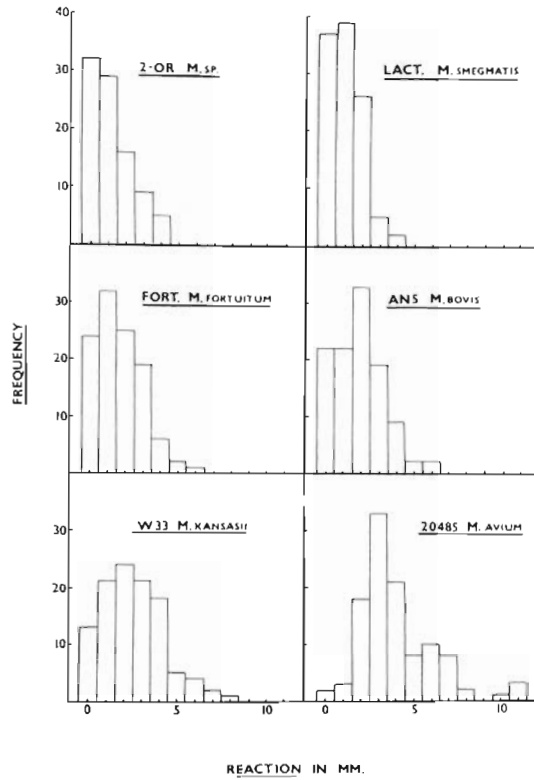 40
30
20
10
2-OR M. SP.
LACT. M. SMEGMATIS
30
20
10
FORT. M. FORTUITUM
ANS M. BOVIS
FREQUENCY
30
20
10
W33 M. KANSASII
20485 M. AVIUM
0 5 10
0 5 10
REACTION IN MM.